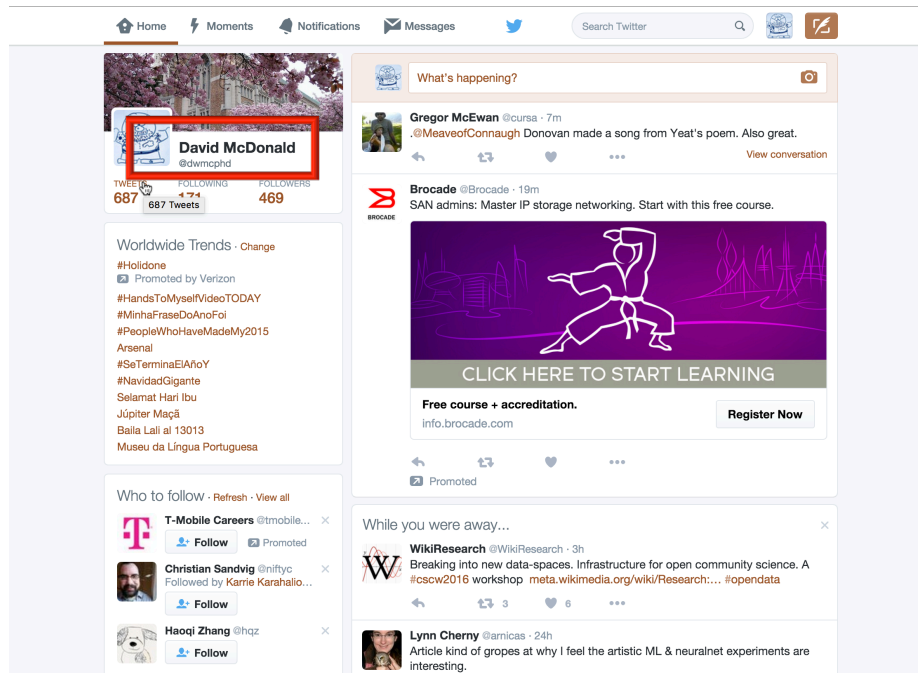 Home
Moments
Notifications
Messages
Search Twitter
David McDonald
@dwmcphd
TWEETS
FOLLOWING
FOLLOWERS
687
171
469
687 Tweets
Worldwide Trends · Change
#Holidone
Promoted by Verizon
#HandsToMyselfVideoTODAY
#MinhaFraseDoAnoFoi
#PeopleWhoHaveMadeMy2015
Arsenal
#SeTerminaElAñoY
#NavidadGigante
Selamat Hari Ibu
Júpiter Maçã
Baila Lali al 13013
Museu da Língua Portuguesa
Who to follow · Refresh · View all
T-Mobile Careers @tmobile...
Follow
Promoted
Christian Sandvig @niftyc
Followed by Karrie Karahalio...
Follow
Haoqi Zhang @hqz
Follow
What's happening?
Gregor McEwan @cursa · 7m
.@MeaveofConnaugh Donovan made a song from Yeat's poem. Also great.
View conversation
BROCADE
Brocade @Brocade · 19m
SAN admins: Master IP storage networking. Start with this free course.
CLICK HERE TO START LEARNING
Free course + accreditation.
info.brocade.com
Register Now
Promoted
While you were away...
WikiResearch @WikiResearch · 3h
Breaking into new data-spaces. Infrastructure for open community science. A
#cscw2016 workshop meta.wikimedia.org/wiki/Research:... #opendata
3
6
Lynn Cherny @arnicas · 24h
Article kind of gropes at why I feel the artistic ML & neuralnet experiments are
interesting.